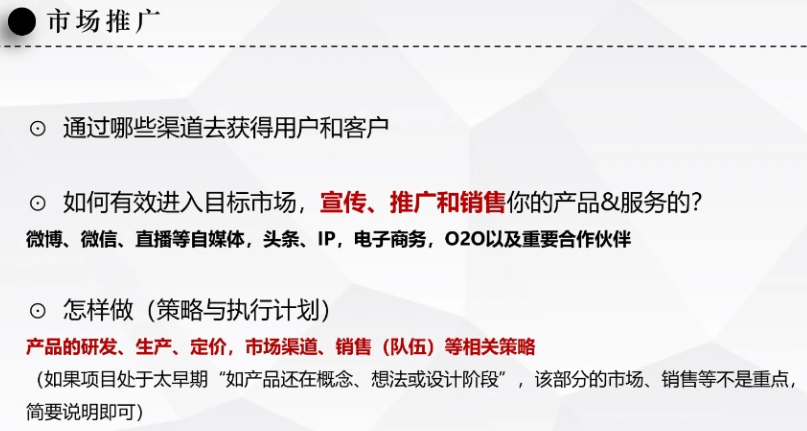 市场推广
通过哪些渠道去获得用户和客户
如何有效进入目标市场，宣传、推广和销售你的产品&服务的？
微博、微信、直播等自媒体，头条、IP，电子商务，O2O以及重要合作伙伴
怎样做（策略与执行计划）
产品的研发、生产、定价，市场渠道、销售（队伍）等相关策略
（如果项目处于太早期“如产品还在概念、想法或设计阶段”，该部分的市场、销售等不是重点，
简要说明即可）